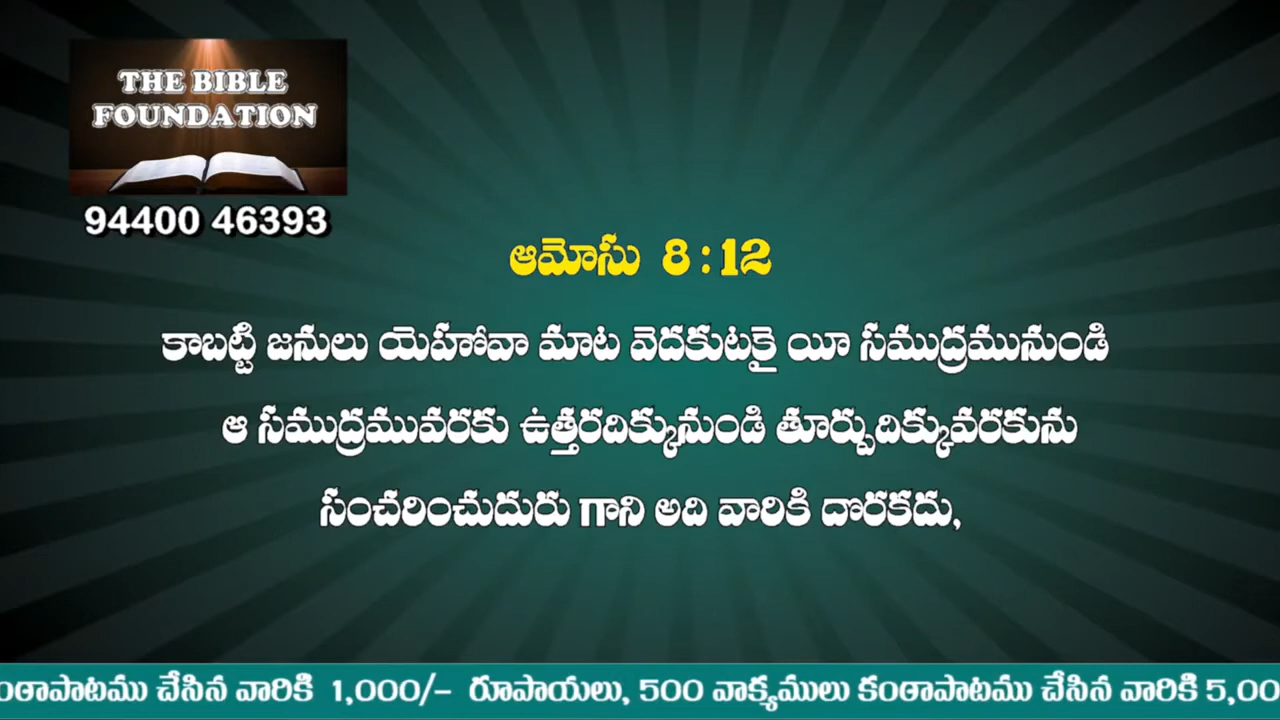 THE BIBLE
FOUNDATION
94400 46393
ఆమోసు 8:12
కాబట్టి జనులు యెహోవా మాట వెదకుటకై యీ సముద్రమునుండి
ఆ సముద్రమువరకు ఉత్తరదిక్కునుండి తూర్పుదిక్కువరకును
సంచరించుదురు గాని అది వారికి దొరకదు,
చేసిన వారికి 1,000/- రూపాయలు, 500 వాక్యములు కంఠాపాటము చేసిన వారికి